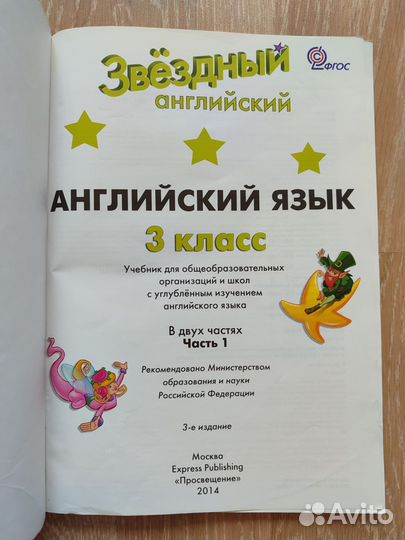 Звёздный
английский
ФГОС
АНГЛИЙСКИЙ ЯЗЫК
3 класс
Учебник для общеобразовательных
организаций и школ
с углублённым изучением
английского языка
В двух частях
Часть 1
Рекомендовано Министерством
образования и науки
Российской Федерации
3-е издание
Москва
Express Publishing
«Просвещение»
2014
Avito